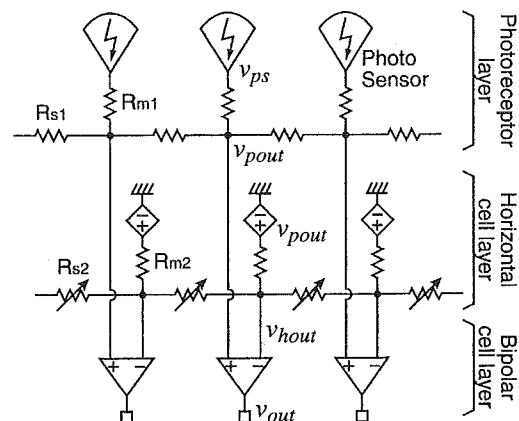 Photoreceptor
layer
Photo
Sensor
v_ps
R_s1
R_m1
v_pout
Horizontal
cell layer
- +
- +
- +
v_pout
R_m2
R_s2
v_hout
Bipolar
cell layer
+ -
+ -
+ -
v_out